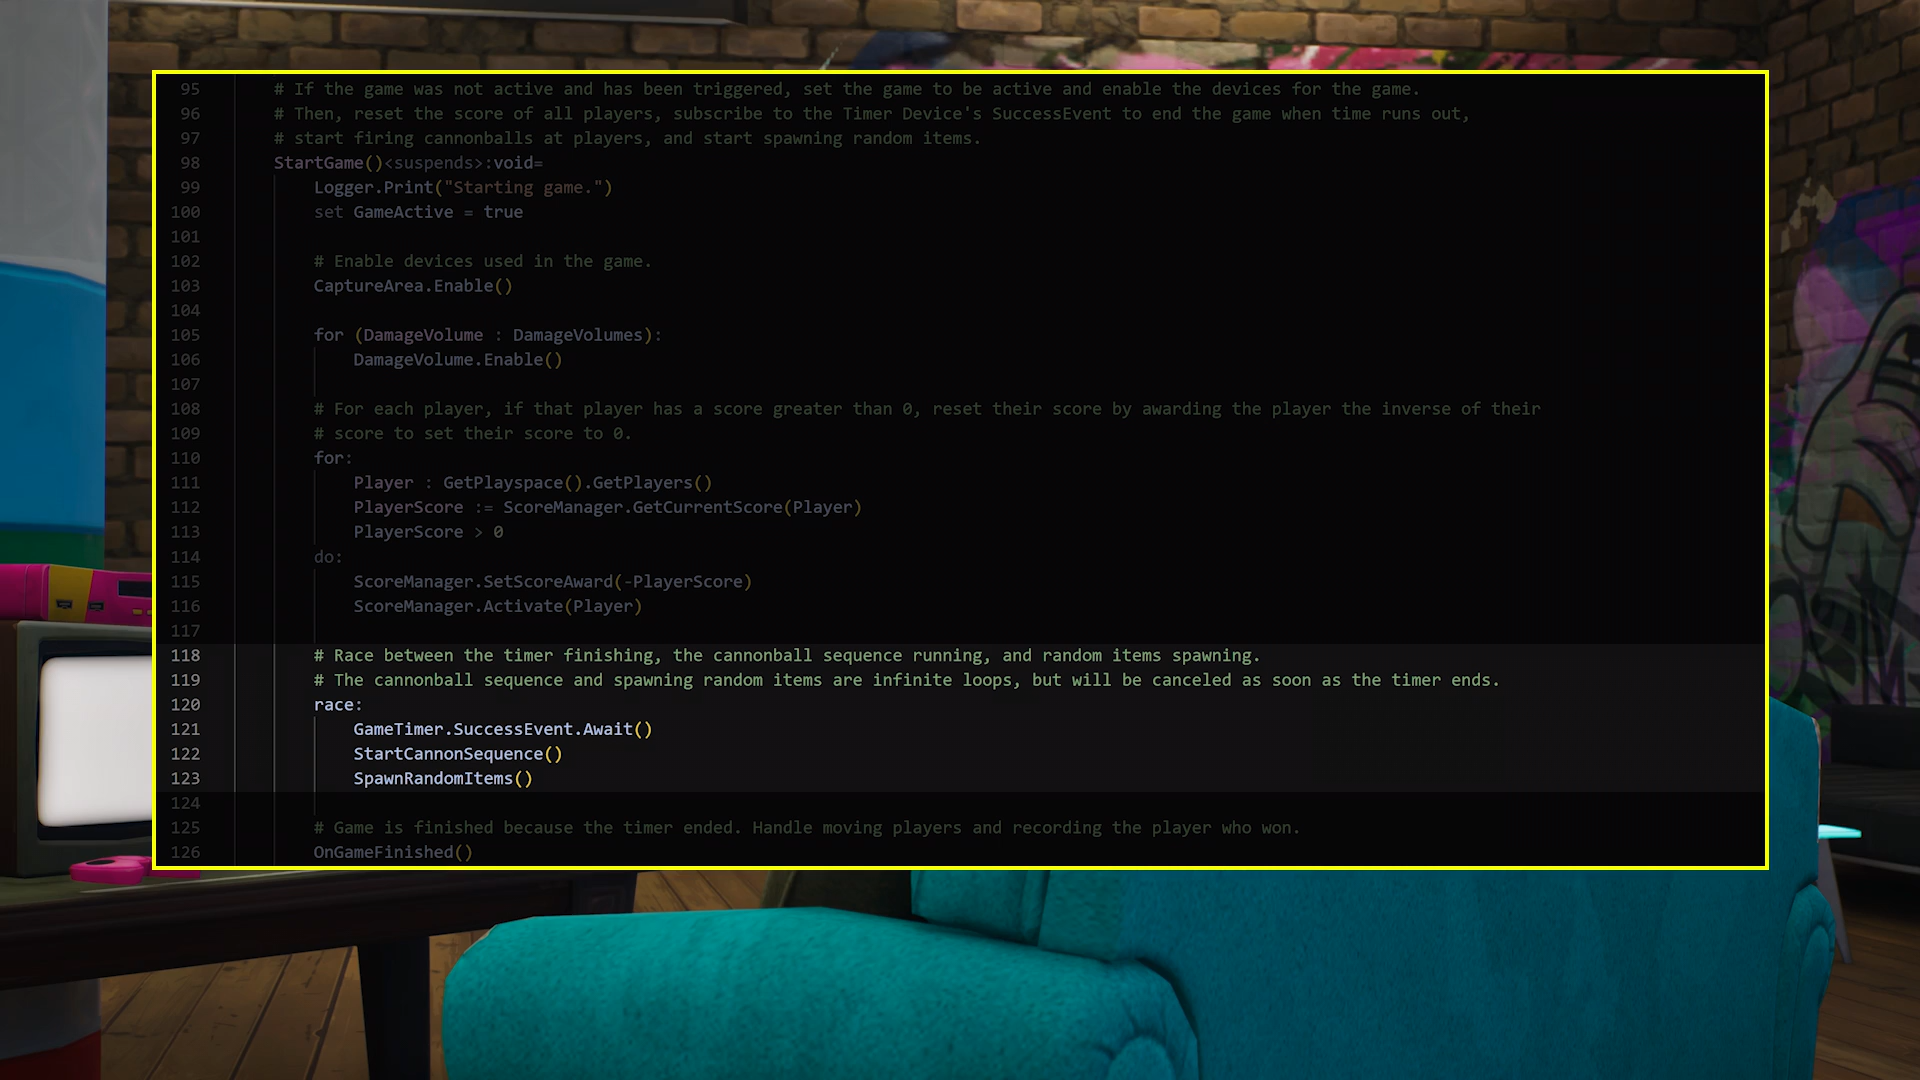 95 # If the game was not active and has been triggered, set the game to be active and enable the devices for the game.
96 # Then, reset the score of all players, subscribe to the Timer Device's SuccessEvent to end the game when time runs out,
97 # start firing cannonballs at players, and start spawning random items.
98 StartGame()<suspends>:void=
99 Logger.Print("Starting game.")
100 set GameActive = true
101
102 # Enable devices used in the game.
103 CaptureArea.Enable()
104
105 for (DamageVolume : DamageVolumes):
106 DamageVolume.Enable()
107
108 # For each player, if that player has a score greater than 0, reset their score by awarding the player the inverse of their
109 # score to set their score to 0.
110 for:
111 Player : GetPlayspace().GetPlayers()
112 PlayerScore := ScoreManager.GetCurrentScore(Player)
113 PlayerScore > 0
114 do:
115 ScoreManager.SetScoreAward(-PlayerScore)
116 ScoreManager.Activate(Player)
117
118 # Race between the timer finishing, the cannonball sequence running, and random items spawning.
119 # The cannonball sequence and spawning random items are infinite loops, but will be canceled as soon as the timer ends.
120 race:
121 GameTimer.SuccessEvent.Await()
122 StartCannonSequence()
123 SpawnRandomItems()
124
125 # Game is finished because the timer ended. Handle moving players and recording the player who won.
126 OnGameFinished()